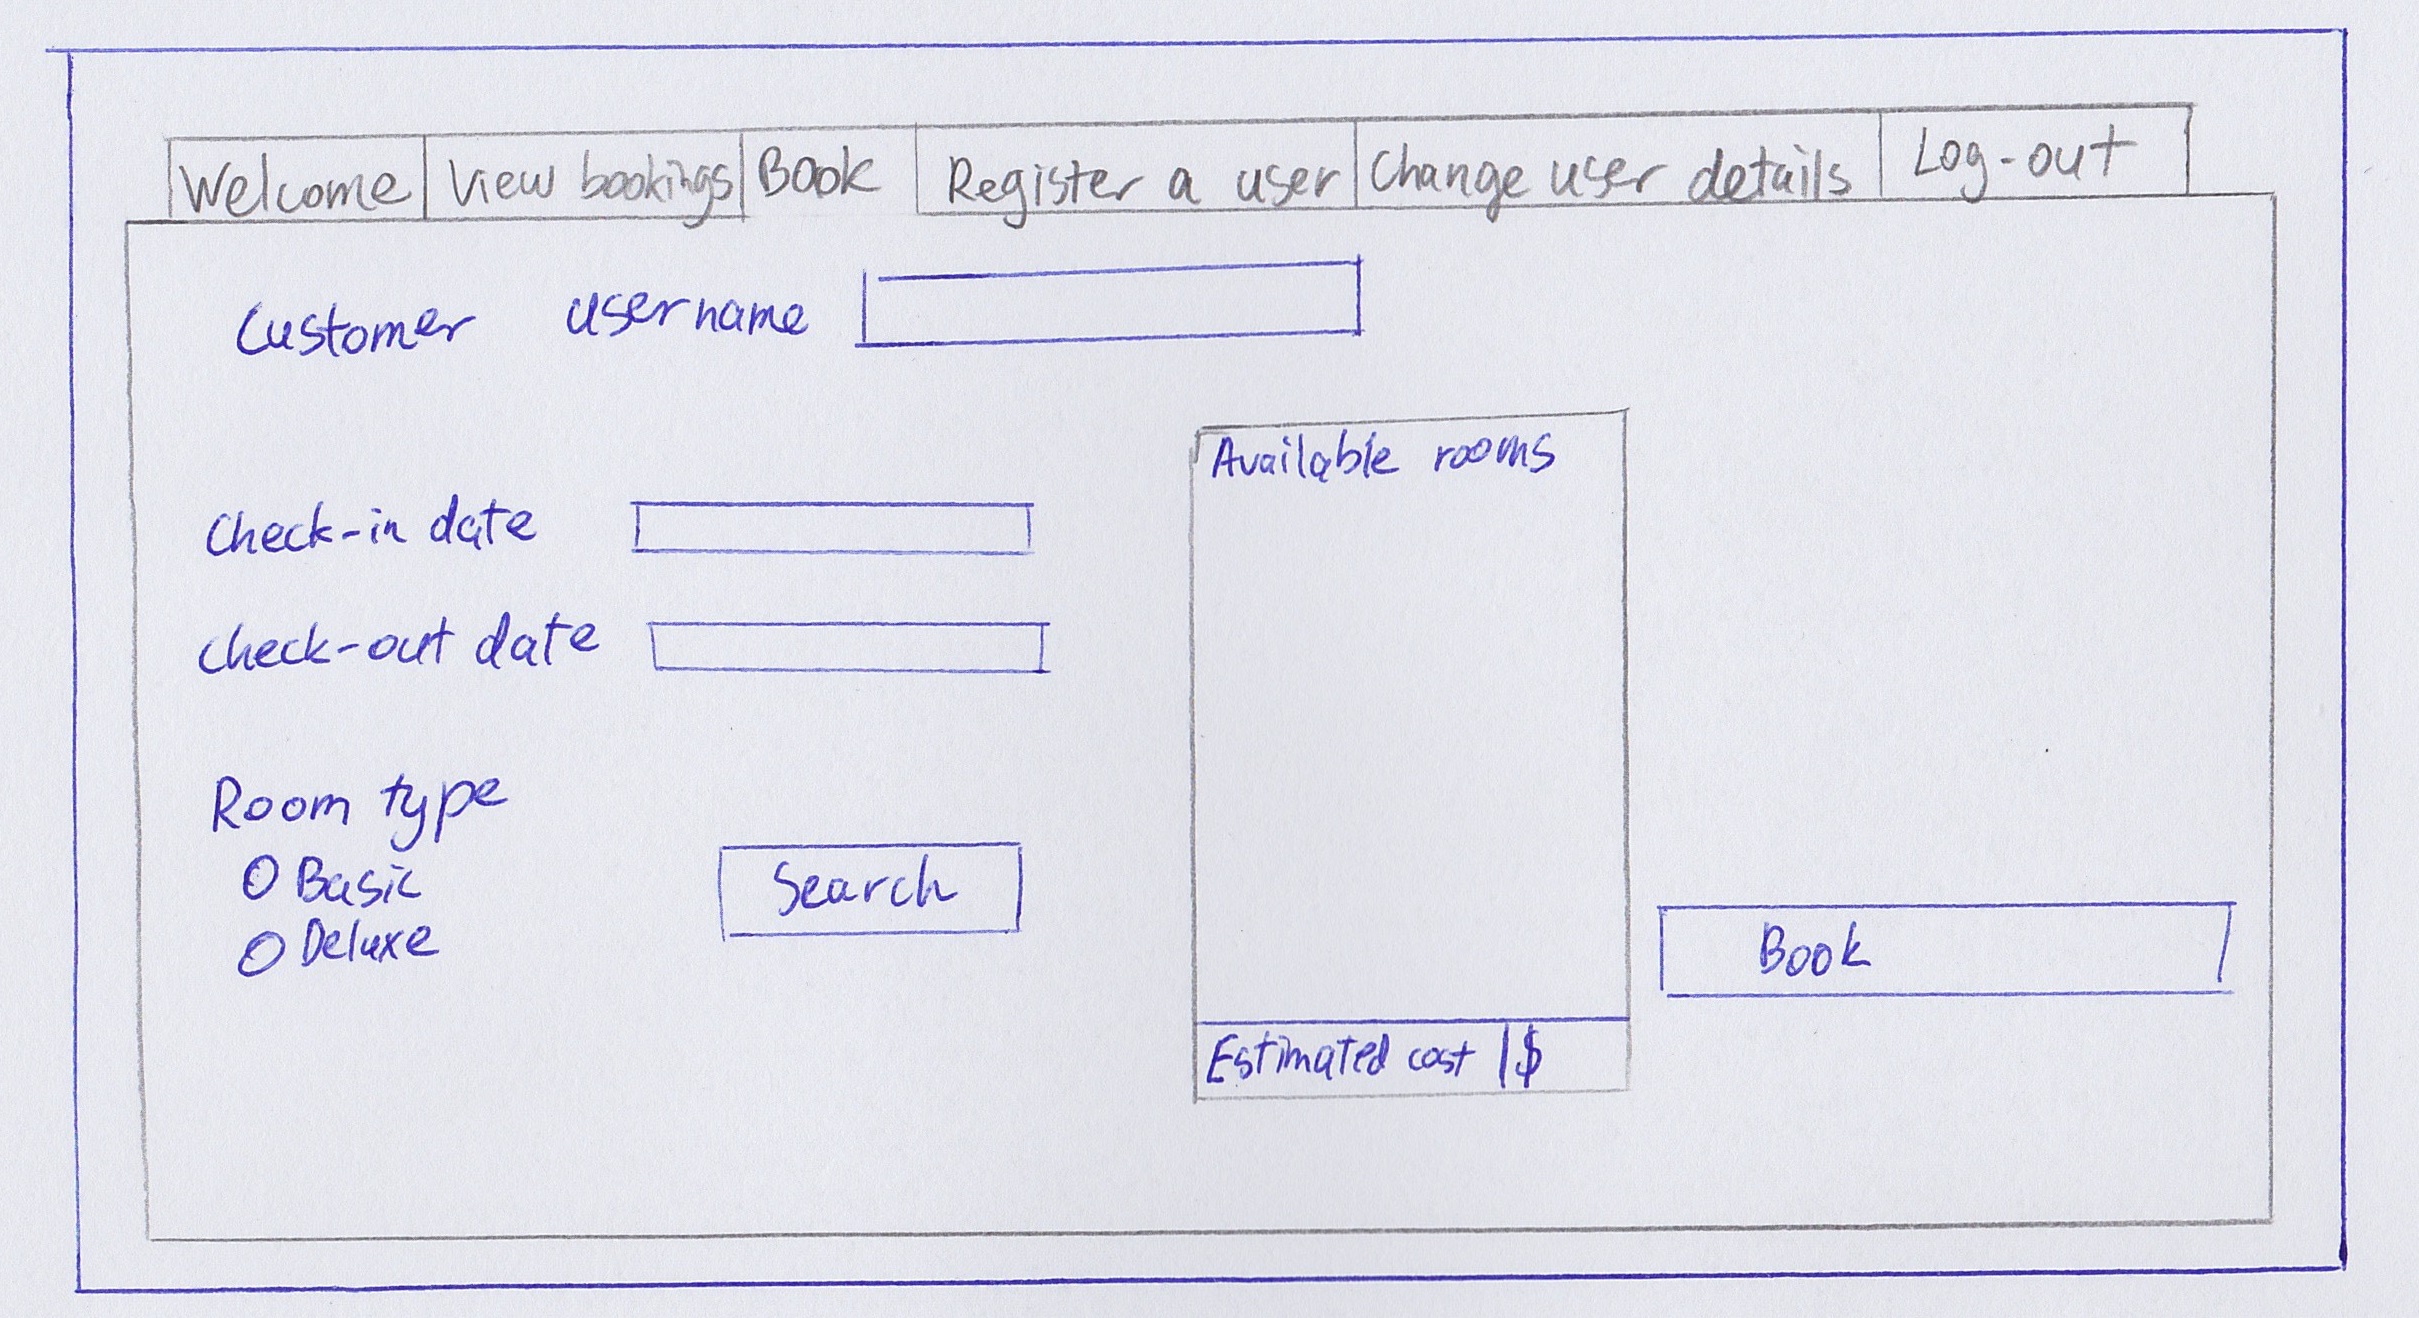 Welcome View bookings Book Register a user Change user details Log-out
Customer username
Available rooms
Check-in date
check-out date
Room type
Basic
Deluxe
Search
Book
Estimated cost | $